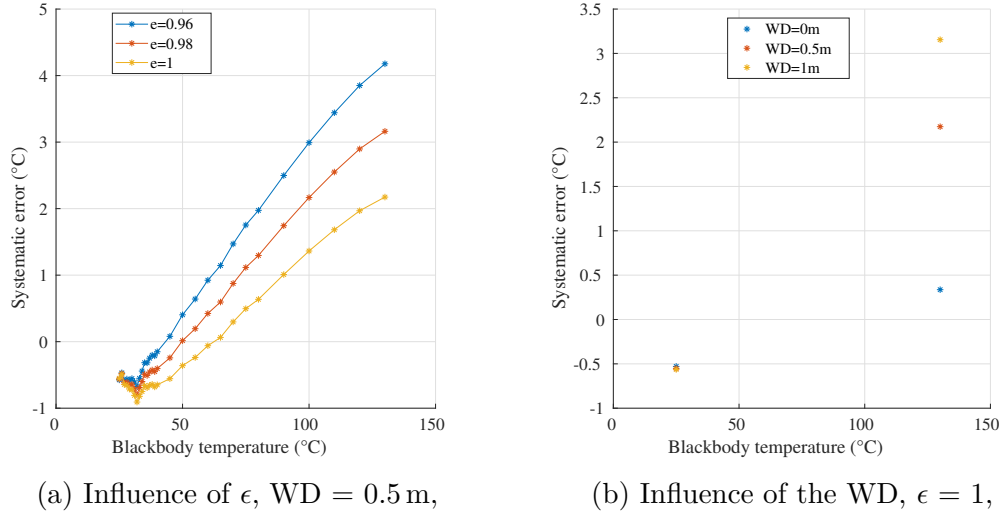 5
4
3
2
1
0
-1
0
50
100
150
Systematic error (°C)
Blackbody temperature (°C)
e=0.96
e=0.98
e=1
(a) Influence of ϵ, WD = 0.5 m,
3.5
3
2.5
2
1.5
1
0.5
0
-0.5
-1
0
50
100
150
Systematic error (°C)
Blackbody temperature (°C)
WD=0m
WD=0.5m
WD=1m
(b) Influence of the WD, ϵ = 1,